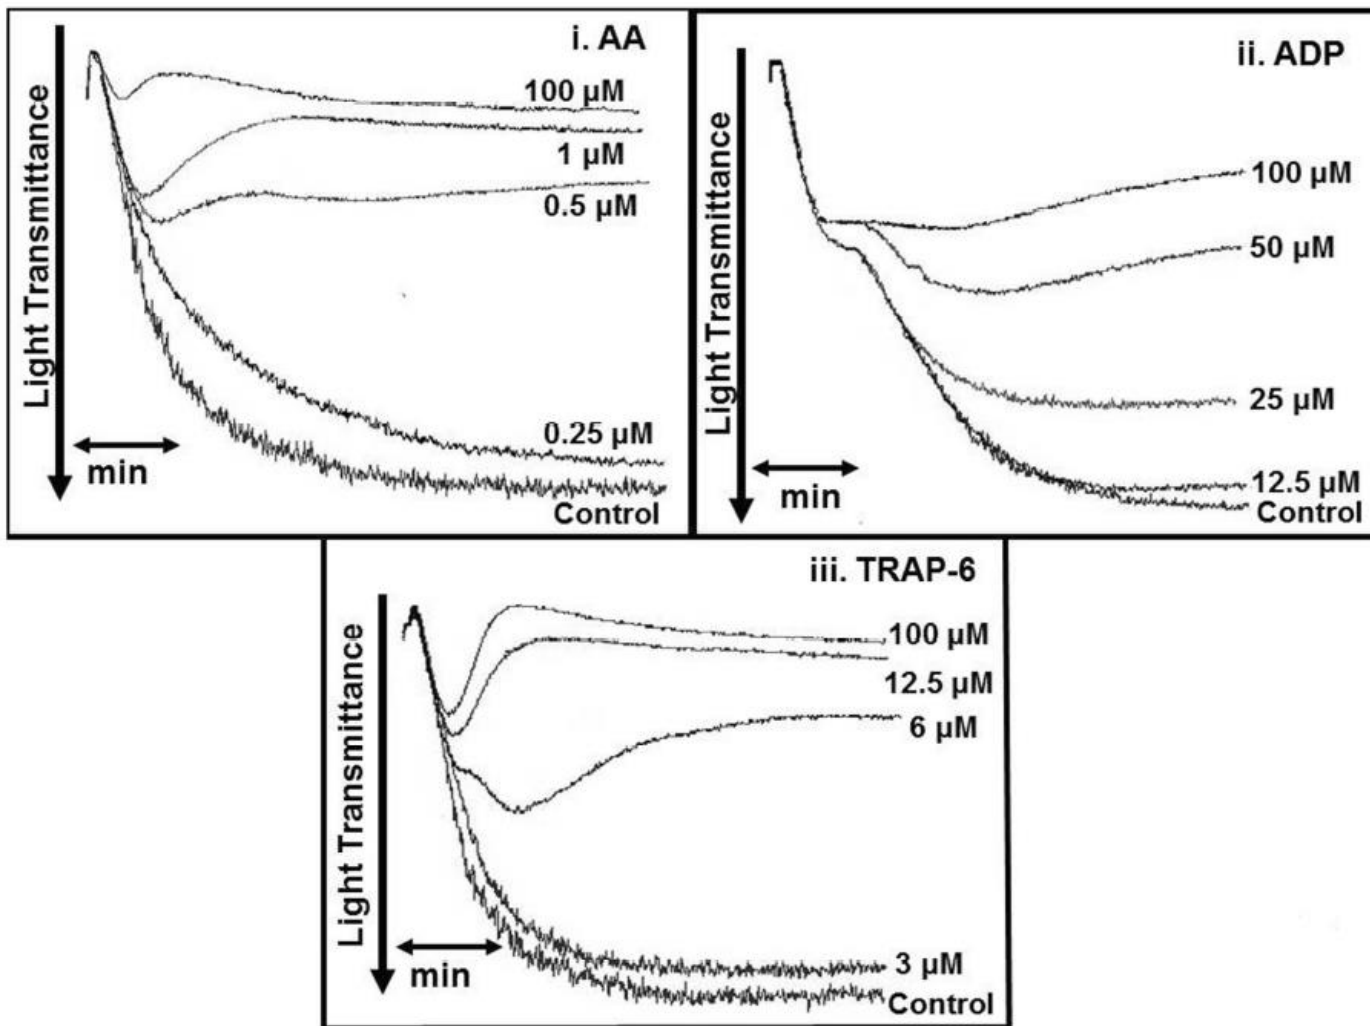 i. AA
Light Transmittance
100 µM
1 µM
0.5 µM
0.25 µM
Control
min
ii. ADP
Light Transmittance
100 µM
50 µM
25 µM
12.5 µM
Control
min
iii. TRAP-6
Light Transmittance
100 µM
12.5 µM
6 µM
3 µM
Control
min